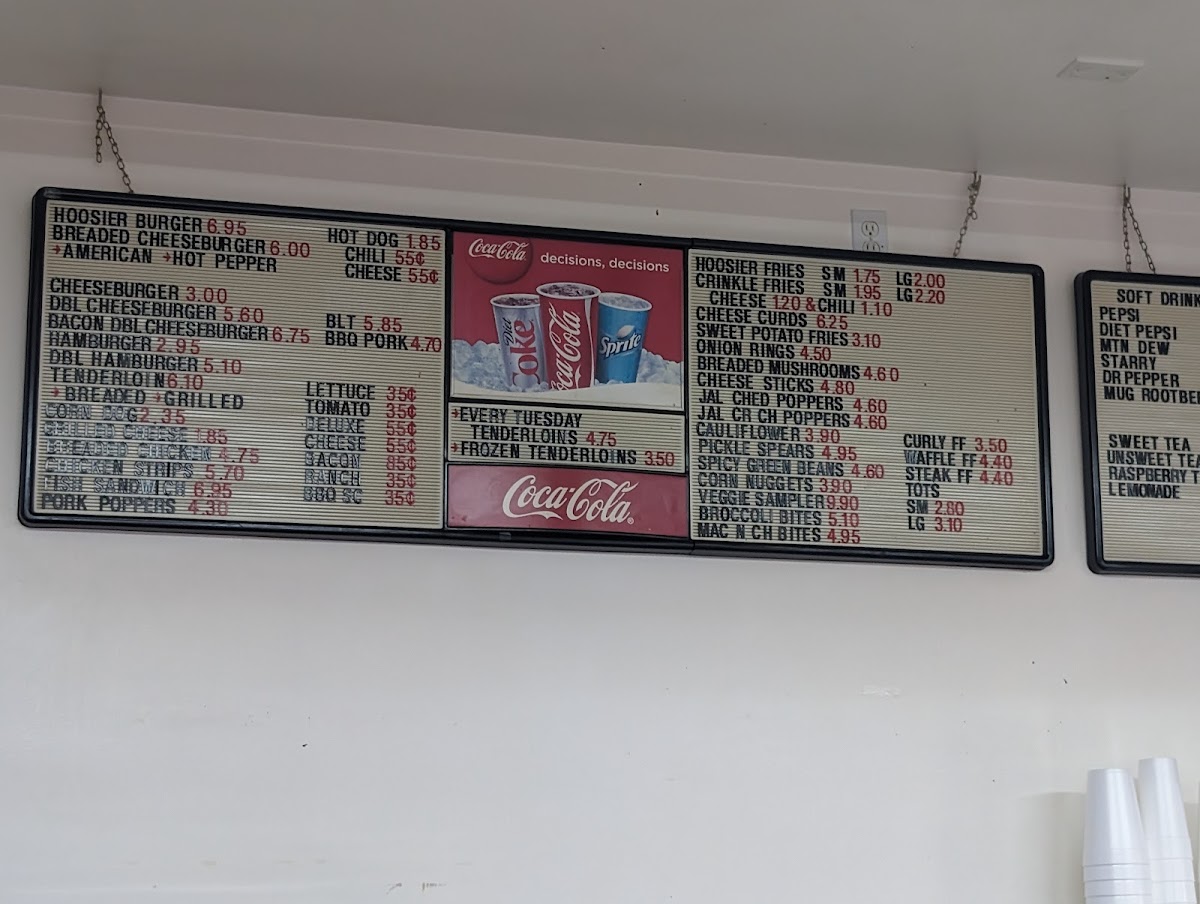 HOOSIER BURGER 6.95
BREADED CHEESEBURGER 6.00
AMERICAN HOT PEPPER
CHEESEBURGER 3.00
DBL CHEESEBURGER 5.60
BACON DBL CHEESEBURGER 6.75
HAMBURGER 2.95
DBL HAMBURGER 5.10
TENDERLOIN 6.10
BREADED GRILLED
CORN DOG 2.35
GRILLED CHEESE 1.85
BREADED CHICKEN 4.75
CHICKEN STRIPS 5.70
FISH SANDWICH 6.95
PORK POPPERS 4.30
HOT DOG 1.85
CHILI 55¢
CHEESE 55¢
BLT 5.85
BBQ PORK 4.70
LETTUCE 35¢
TOMATO 35¢
DELUXE 55¢
CHEESE 55¢
BACON 85¢
RANCH 35¢
BBQ SC 35¢
Coca-Cola decisions, decisions
Diet Coke
Coca-Cola
Sprite
EVERY TUESDAY
TENDERLOINS 4.75
FROZEN TENDERLOINS 3.50
Coca-Cola
HOOSIER FRIES SM 1.75 LG 2.00
CRINKLE FRIES SM 1.95 LG 2.20
CHEESE 1.20 & CHILI 1.10
CHEESE CURDS 6.25
SWEET POTATO FRIES 3.10
ONION RINGS 4.50
BREADED MUSHROOMS 4.60
CHEESE STICKS 4.80
JAL CHED POPPERS 4.60
JAL CR CH POPPERS 4.60
CAULIFLOWER 3.90
PICKLE SPEARS 4.95
SPICY GREEN BEANS 4.60
CORN NUGGETS 3.90
VEGGIE SAMPLER 9.90
BROCCOLI BITES 5.10
MAC N CH BITES 4.95
CURLY FF 3.50
WAFFLE FF 4.40
STEAK FF 4.40
TOTS
SM 2.80
LG 3.10
SOFT DRIN
PEPSI
DIET PEPSI
MTN DEW
STARRY
DR PEPPER
MUG ROOTBE
SWEET TEA
UNSWEET TEA
RASPBERRY
LEMONADE